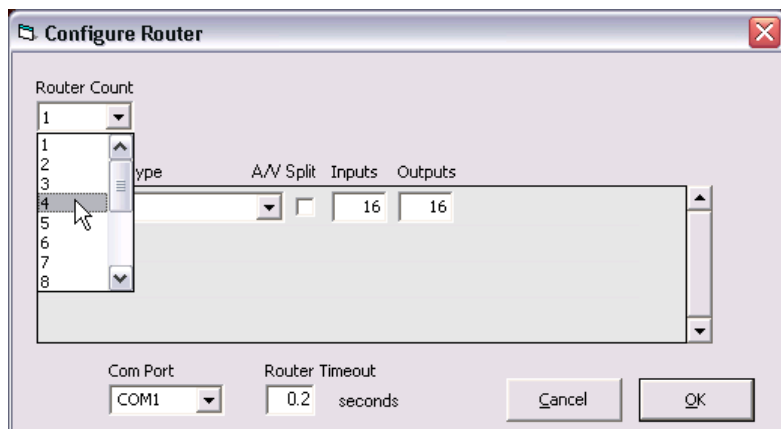 Configure Router
Router Count
1
1
2
3
4
5
6
7
8
ype A/V Split Inputs Outputs
16 16
Com Port Router Timeout
COM1 0.2 seconds Cancel OK